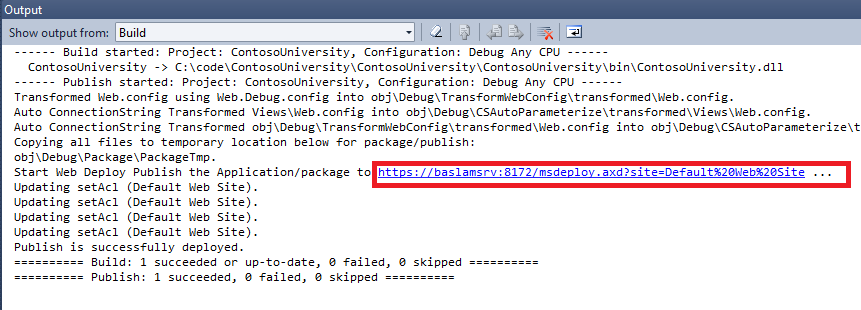 Output
Show output from: Build
------ Build started: Project: ContosoUniversity, Configuration: Debug Any CPU ------
ContosoUniversity -> C:\code\ContosoUniversity\ContosoUniversity\ContosoUniversity\bin\ContosoUniversity.dll
------ Publish started: Project: ContosoUniversity, Configuration: Debug Any CPU ------
Transformed Web.config using Web.Debug.config into obj\Debug\TransformWebConfig\transformed\Web.config.
Auto ConnectionString Transformed Views\Web.config into obj\Debug\CSAutoParameterize\transformed\Views\Web.config.
Auto ConnectionString Transformed obj\Debug\TransformWebConfig\transformed\Web.config into obj\Debug\CSAutoParameterize\t
Copying all files to temporary location below for package/publish:
obj\Debug\Package\PackageTmp.
Start Web Deploy Publish the Application/package to https://baslamsrv:8172/msdeploy.axd?site=Default%20Web%20Site ...
Updating setAcl (Default Web Site).
Updating setAcl (Default Web Site).
Updating setAcl (Default Web Site).
Updating setAcl (Default Web Site).
Publish is successfully deployed.
========== Build: 1 succeeded or up-to-date, 0 failed, 0 skipped ==========
========== Publish: 1 succeeded, 0 failed, 0 skipped ==========